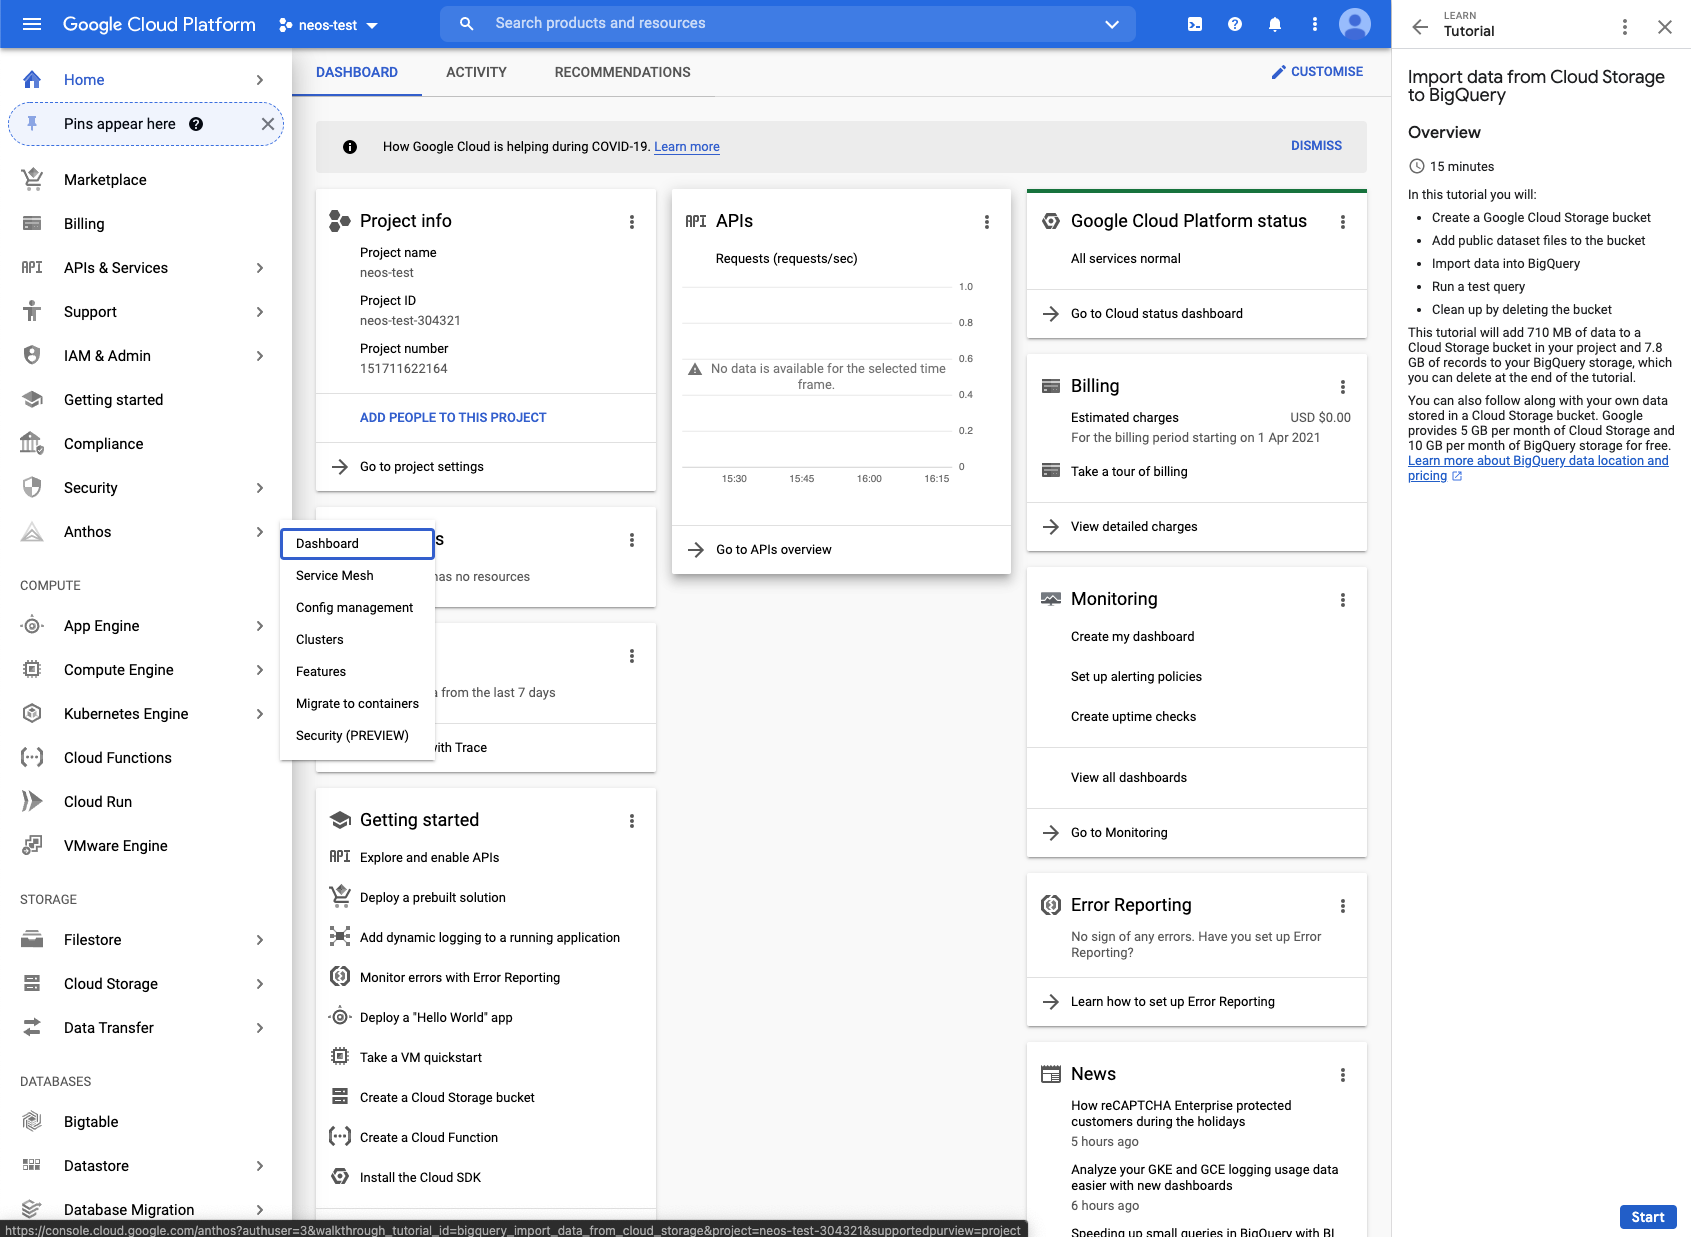 Google Cloud Platform
neos-test
Search products and resources
LEARN
Tutorial
Home
Pins appear here
Marketplace
Billing
API
APIs & Services
Support
IAM & Admin
Getting started
Compliance
Security
Anthos
COMPUTE
App Engine
Compute Engine
Kubernetes Engine
Cloud Functions
Cloud Run
VMware Engine
STORAGE
Filestore
Cloud Storage
Data Transfer
DATABASES
Bigtable
Datastore
Database Migration
Dashboard
Service Mesh
Config management
Clusters
Features
Migrate to containers
Security (PREVIEW)
DASHBOARD
ACTIVITY
RECOMMENDATIONS
CUSTOMISE
How Google Cloud is helping during COVID-19. Learn more
DISMISS
Project info
Project name
neos-test
Project ID
neos-test-304321
Project number
151711622164
ADD PEOPLE TO THIS PROJECT
Go to project settings
s
has no resources
from the last 7 days
with Trace
Getting started
API
Explore and enable APIs
Deploy a prebuilt solution
Add dynamic logging to a running application
Monitor errors with Error Reporting
Deploy a "Hello World" app
Take a VM quickstart
Create a Cloud Storage bucket
Create a Cloud Function
Install the Cloud SDK
API
APIs
Requests (requests/sec)
1.0
0.8
0.6
No data is available for the selected time
frame.
0.4
0.2
0
15:30
15:45
16:00
16:15
Go to APIs overview
Google Cloud Platform status
All services normal
Go to Cloud status dashboard
Billing
Estimated charges
USD $0.00
For the billing period starting on 1 Apr 2021
Take a tour of billing
View detailed charges
Monitoring
Create my dashboard
Set up alerting policies
Create uptime checks
View all dashboards
Go to Monitoring
Error Reporting
No sign of any errors. Have you set up Error
Reporting?
Learn how to set up Error Reporting
News
How reCAPTCHA Enterprise protected
customers during the holidays
5 hours ago
Analyze your GKE and GCE logging usage data
easier with new dashboards
6 hours ago
Speeding up small queries in BigQuery with BI
Import data from Cloud Storage
to BigQuery
Overview
15 minutes
In this tutorial you will:
• Create a Google Cloud Storage bucket
• Add public dataset files to the bucket
• Import data into BigQuery
• Run a test query
• Clean up by deleting the bucket
This tutorial will add 710 MB of data to a
Cloud Storage bucket in your project and 7.8
GB of records to your BigQuery storage, which
you can delete at the end of the tutorial.
You can also follow along with your own data
stored in a Cloud Storage bucket. Google
provides 5 GB per month of Cloud Storage and
10 GB per month of BigQuery storage for free.
Learn more about BigQuery data location and
pricing
Start
https://console.cloud.google.com/anthos?authuser=3&walkthrough_tutorial_id=bigquery_import_data_from_cloud_storage&project=neos-test-304321&supportedpurview=project